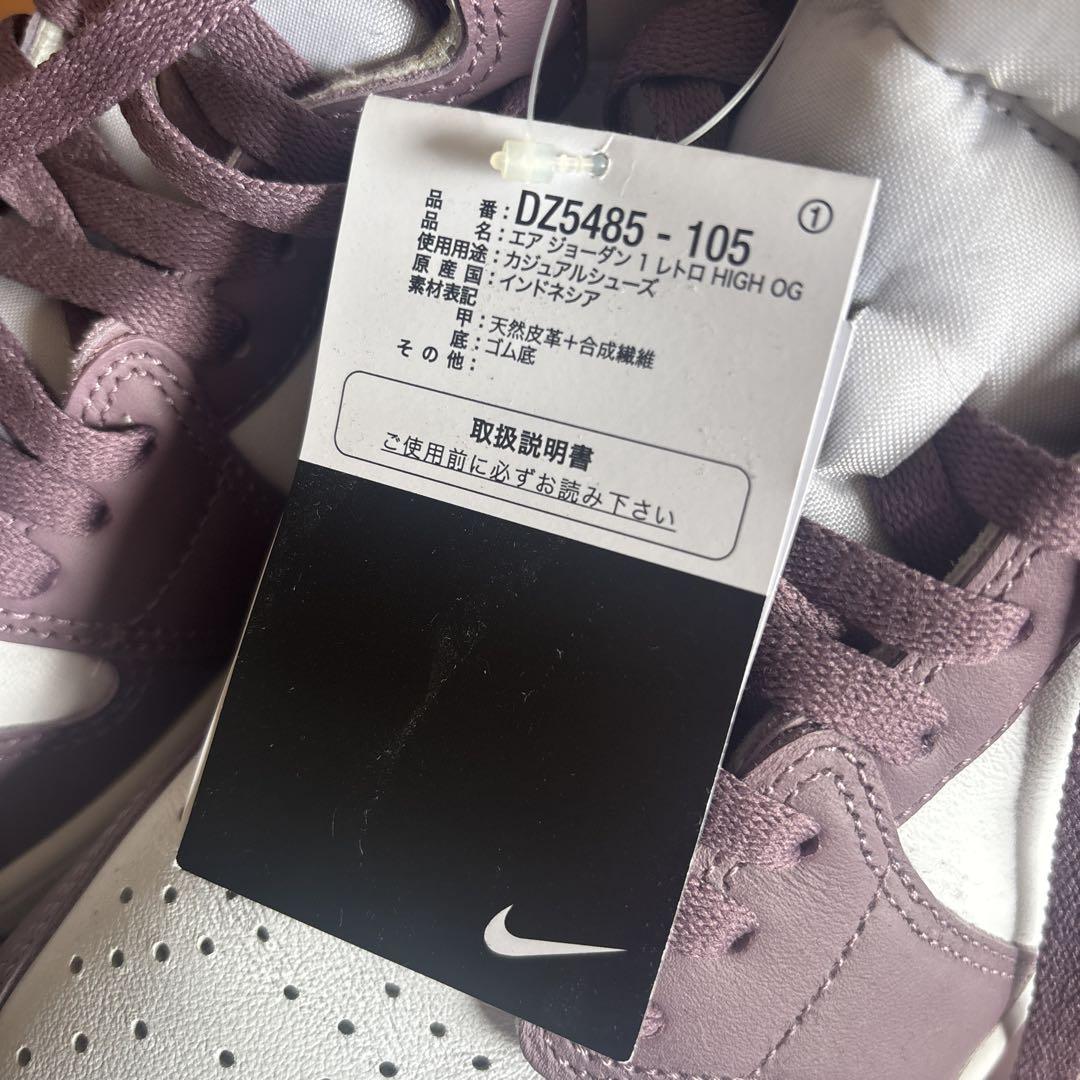 ①
品 番 : DZ5485 - 105
品 名 : エア ジョーダン 1 レトロ HIGH OG
使用用途 : カジュアルシューズ
原 産 国 : インドネシア
素材表記
甲 : 天然皮革＋合成繊維
底 : ゴム底
そ の 他 :
取扱説明書
ご使用前に必ずお読み下さい